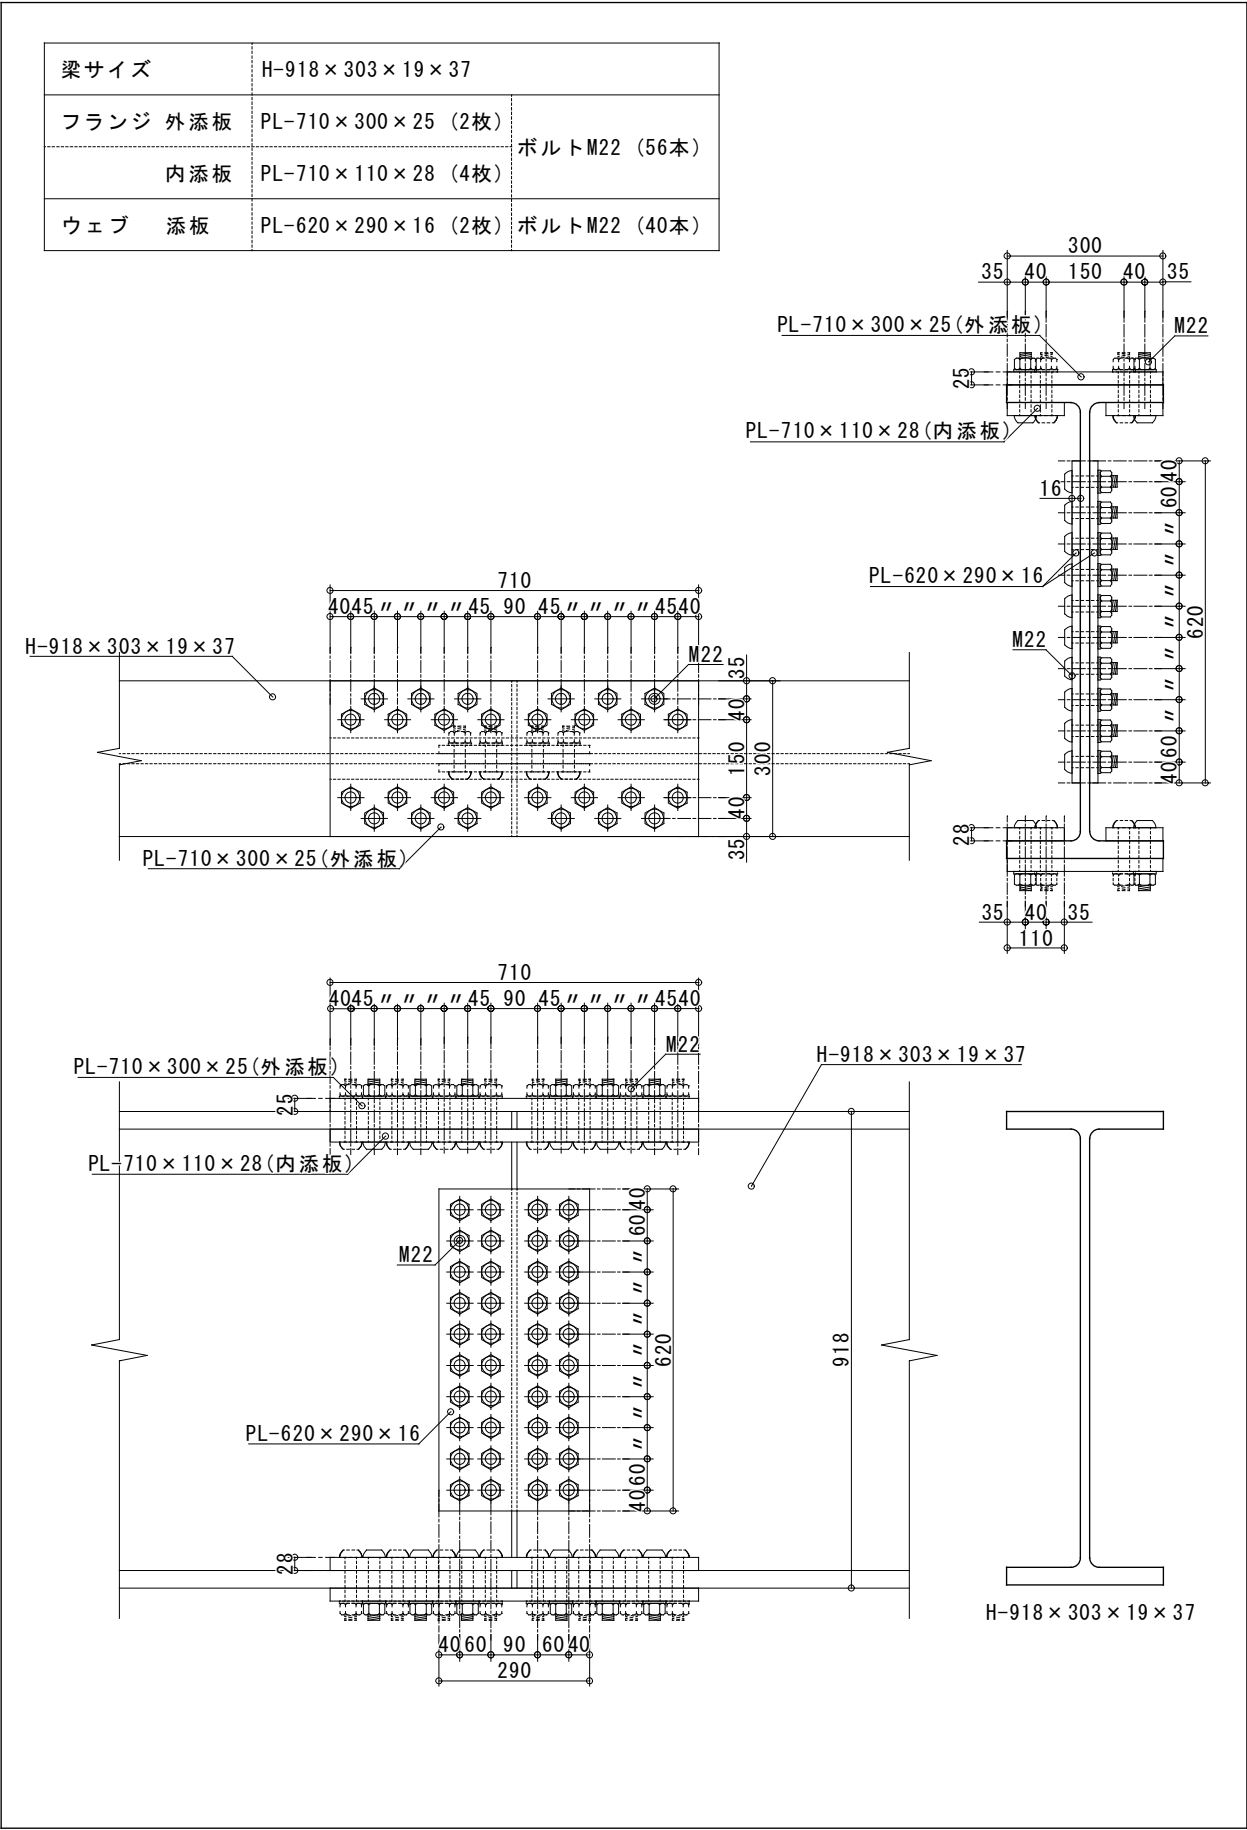 梁サイズ H-918×303×19×37
フランジ 外添板 PL-710×300×25 (2枚)
ボルトM22 (56本)
内添板 PL-710×110×28 (4枚)
ウェブ 添板 PL-620×290×16 (2枚) ボルトM22 (40本)
300
35 40 150 40 35
PL-710×300×25(外添板)
M22
25
PL-710×110×28(内添板)
16
PL-620×290×16
M22
40
60
〃
〃
〃
〃
〃
〃
〃
60
40
620
28
35 40 35
110
710
40 45 〃 〃 〃 〃 45 90 45 〃 〃 〃 〃 45 40
H-918×303×19×37
M22
35
40
150
40
35
300
PL-710×300×25(外添板)
710
40 45 〃 〃 〃 〃 45 90 45 〃 〃 〃 〃 45 40
M22
PL-710×300×25(外添板)
H-918×303×19×37
25
PL-710×110×28(内添板)
M22
40
60
〃
〃
〃
〃
〃
〃
〃
60
40
620
918
PL-620×290×16
28
40 60 90 60 40
290
H-918×303×19×37